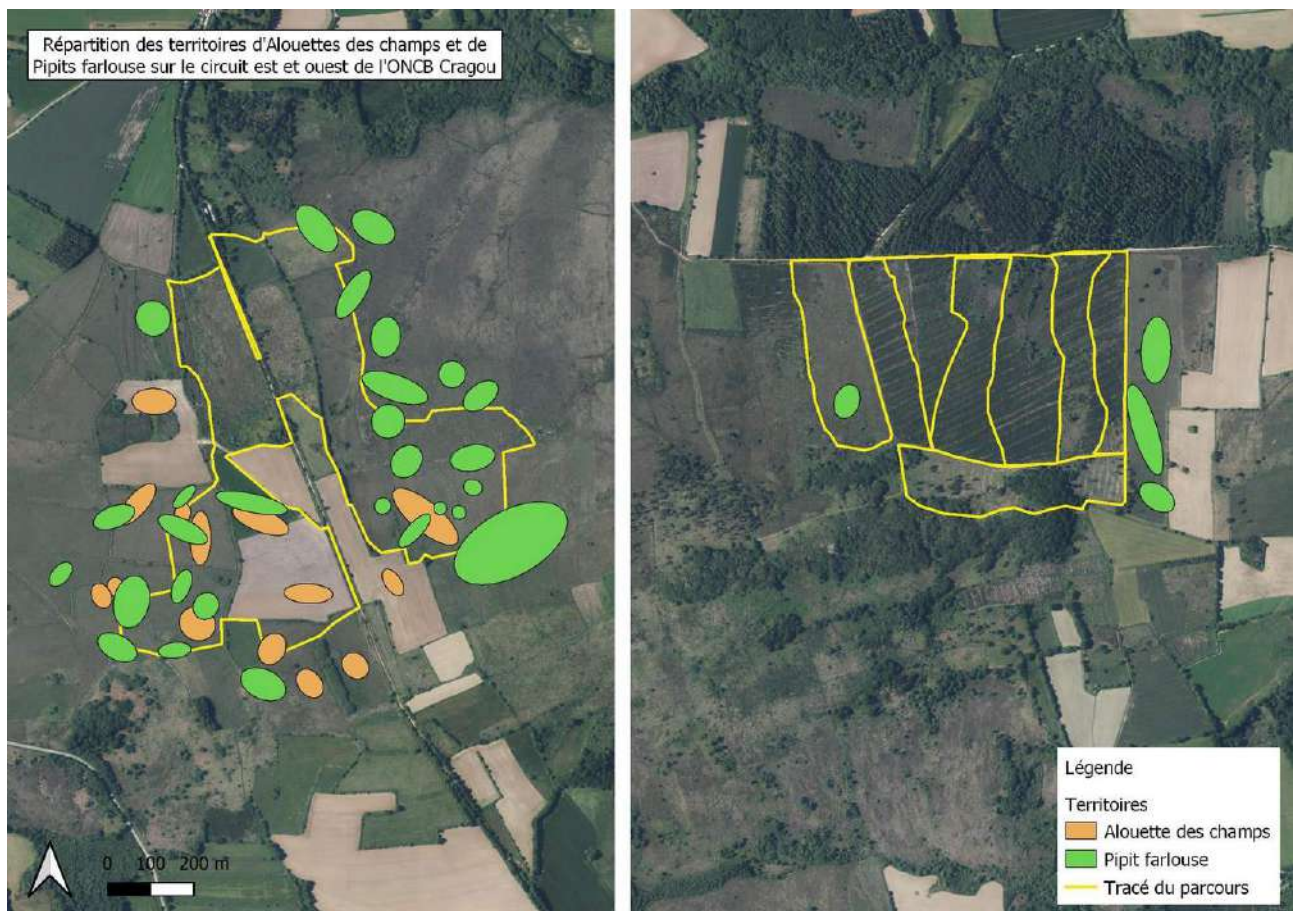 Répartition des territoires d'Alouettes des champs et de
Pipits farlouse sur le circuit est et ouest de l'ONCB Cragou
0 100 200 m
Légende
Territoires
Alouette des champs
Pipit farlouse
Tracé du parcours